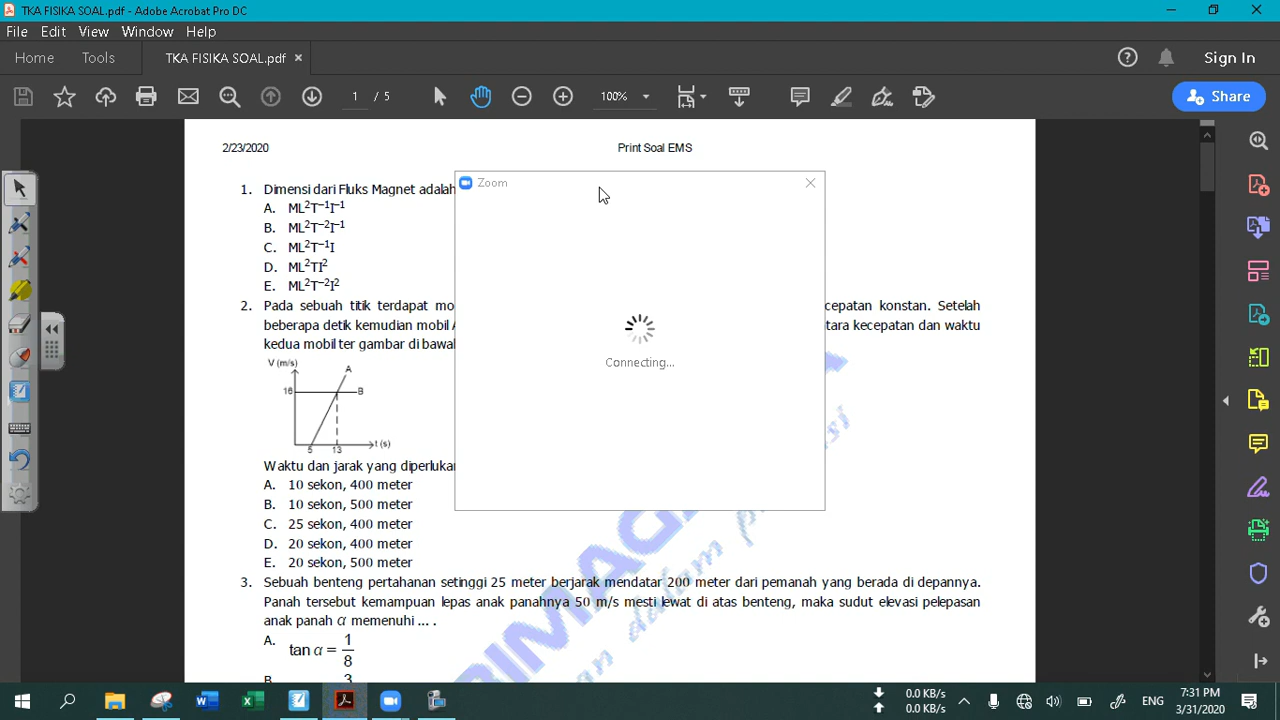 TKA FISIKA SOAL.pdf - Adobe Acrobat Pro DC
File Edit View Window Help
Home Tools TKA FISIKA SOAL.pdf × Sign In
1 / 5 100% Share
2/23/2020 Print Soal EMS
1. Dimensi dari Fluks Magnet adalah
A. ML²T⁻¹I⁻¹
B. ML²T⁻²I⁻¹
C. ML²T⁻¹I
D. ML²TI²
E. ML²T⁻²I²
2. Pada sebuah titik terdapat mo cepatan konstan. Setelah
beberapa detik kemudian mobil A tara kecepatan dan waktu
kedua mobil ter gambar di bawa
V (m/s)
A
16 B
5 13 t (s)
Waktu dan jarak yang diperluka
A. 10 sekon, 400 meter
B. 10 sekon, 500 meter
C. 25 sekon, 400 meter
D. 20 sekon, 400 meter
E. 20 sekon, 500 meter
3. Sebuah benteng pertahanan setinggi 25 meter berjarak mendatar 200 meter dari pemanah yang berada di depannya.
Panah tersebut kemampuan lepas anak panahnya 50 m/s mesti lewat di atas benteng, maka sudut elevasi pelepasan
anak panah α memenuhi ... .
A. tan α = 1/8
B. 3
Zoom
Connecting...
0.0 KB/s
0.0 KB/s
ENG
7:31 PM
3/31/2020